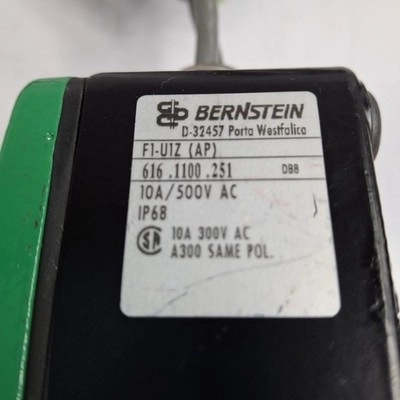 BERNSTEIN
D-32457 Porta Westfalica
F1-U1Z (AP)
616.1100.251 DBB
10A/500V AC
IP68
10A 300V AC
A300 SAME POL.